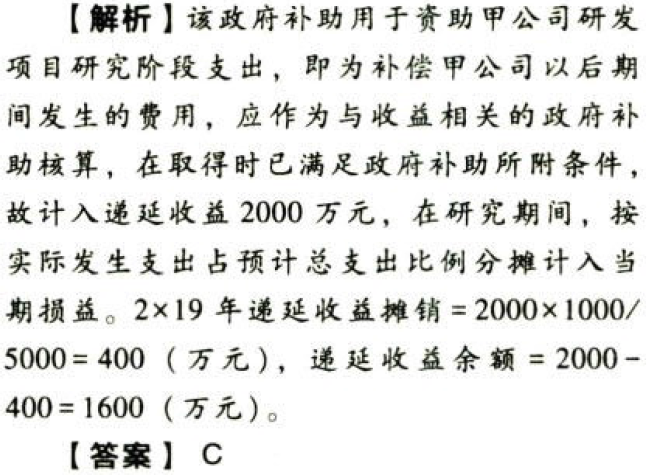 【解析】该政府补助用于资助甲公司研发
项目研究阶段支出，即为补偿甲公司以后期
间发生的费用，应作为与收益相关的政府补
助核算，在取得时已满足政府补助所附条件，
故计入递延收益 2000 万元，在研究期间，按
实际发生支出占预计总支出比例分摊计入当
期损益。2×19 年递延收益摊销＝2000×1000/
5000＝400（万元），递延收益余额＝2000－
400＝1600（万元）。
【答案】 C